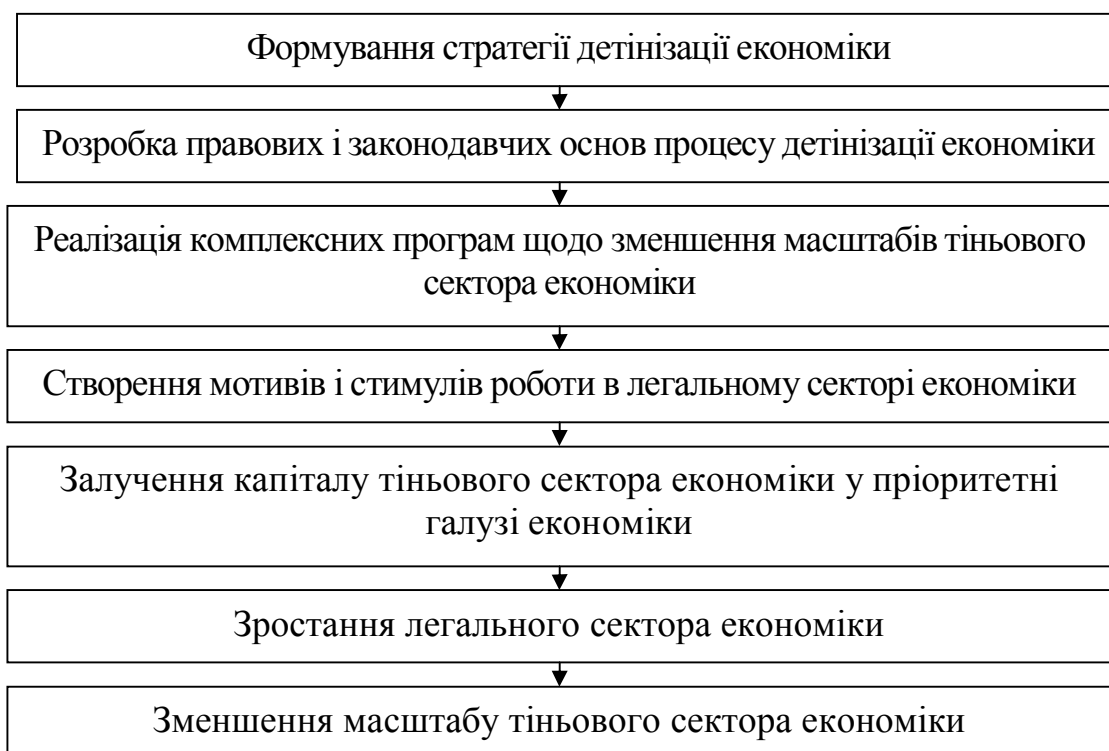 Формування стратегії детінізації економіки
Розробка правових і законодавчих основ процесу детінізації економіки
Реалізація комплексних програм щодо зменшення масштабів тіньового
сектора економіки
Створення мотивів і стимулів роботи в легальному секторі економіки
Залучення капіталу тіньового сектора економіки у пріоритетні
галузі економіки
Зростання легального сектора економіки
Зменшення масштабу тіньового сектора економіки